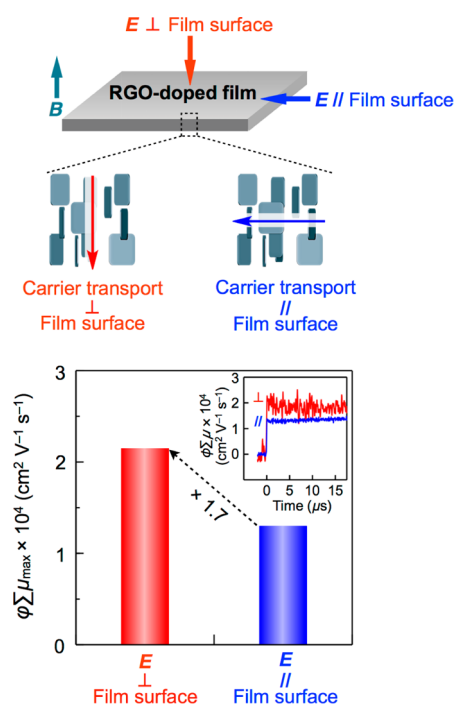 E ⊥ Film surface
RGO-doped film
B
E // Film surface
Carrier transport
⊥
Film surface
Carrier transport
//
Film surface
φ∑μmax × 10⁴ (cm² V⁻¹ s⁻¹)
3
2
1
0
× 1.7
φ∑μ × 10⁴
(cm² V⁻¹ s⁻¹)
3
2
1
0
⊥
//
0 5 10 15
Time (μs)
E
⊥
Film surface
E
//
Film surface